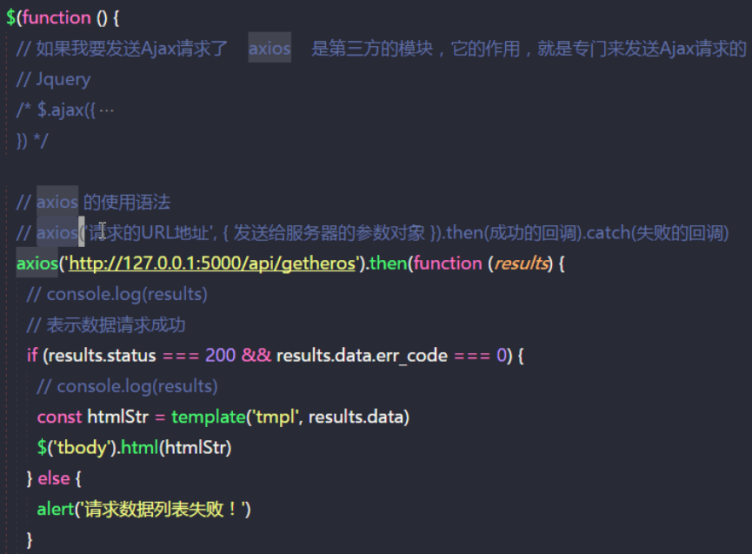 $(function () {
// 如果我要发送Ajax请求了 axios 是第三方的模块，它的作用，就是专门来发送Ajax请求的
// Jquery
/* $.ajax({ ···
}) */
// axios 的使用语法
// axios('请求的URL地址', { 发送给服务器的参数对象 }).then(成功的回调).catch(失败的回调)
axios('http://127.0.0.1:5000/api/getheros').then(function (results) {
// console.log(results)
// 表示数据请求成功
if (results.status === 200 && results.data.err_code === 0) {
// console.log(results)
const htmlStr = template('tmpl', results.data)
$('tbody').html(htmlStr)
} else {
alert('请求数据列表失败！')
}